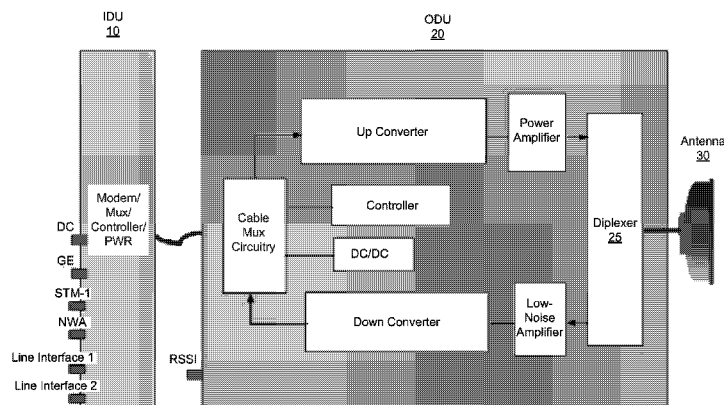 IDU
10
ODU
20
Up Converter
Power
Amplifier
Antenna
30
Modem/
Mux/
Controller/
PWR
Cable
Mux
Circuitry
Controller
DC/DC
Diplexer
25
DC
GE
STM-1
NWA
Line Interface 1
Line Interface 2
RSSI
Down Converter
Low-
Noise
Amplifier